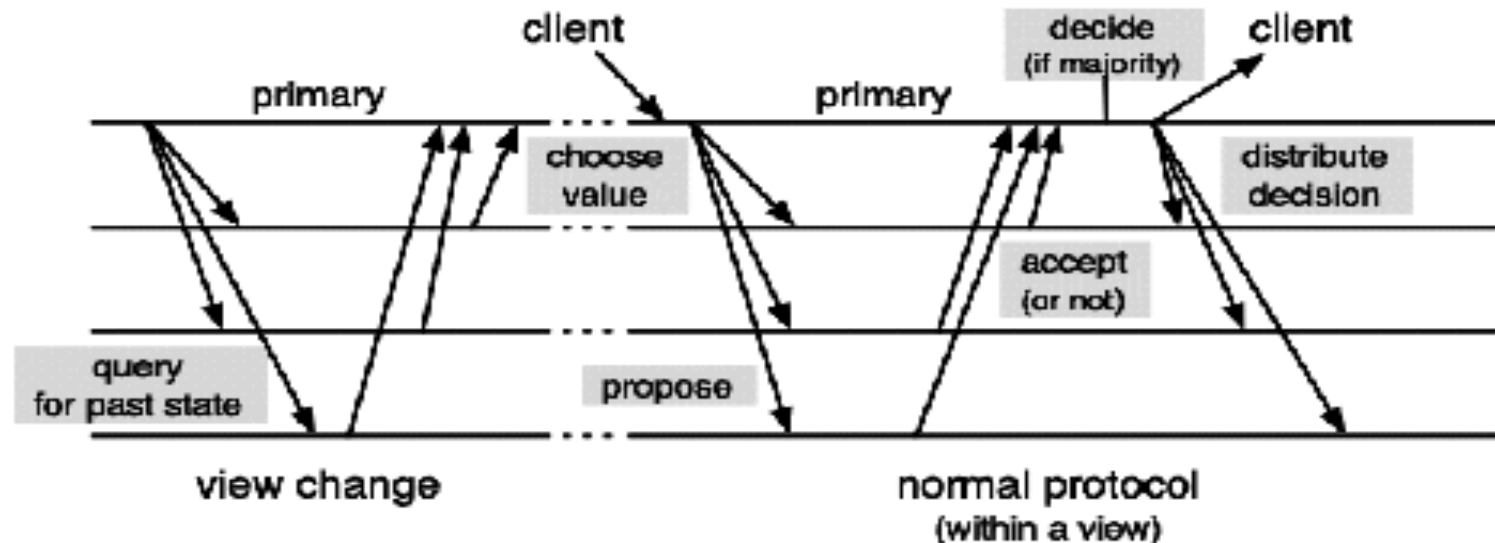 client
decide
(if majority)
client
primary
primary
choose
value
distribute
decision
accept
(or not)
query
for past state
propose
view change
normal protocol
(within a view)